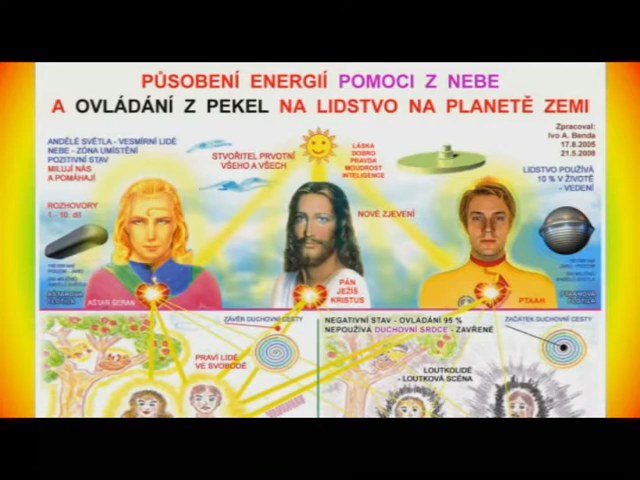 PŮSOBENÍ ENERGIÍ POMOCI Z NEBE
A OVLÁDÁNÍ Z PEKEL NA LIDSTVO NA PLANETĚ ZEMI
Zpracoval:
Ivo A. Benda
17.8.2005
21.5.2008
ANDĚLÉ SVĚTLA - VESMÍRNÍ LIDÉ
NEBE - ZÓNA UMÍSTĚNÍ
POZITIVNÍ STAV
MILUJÍ NÁS
A POMÁHAJÍ
STVOŘITEL PRVOTNÍ
VŠEHO A VŠECH
LÁSKA
DOBRO
PRAVDA
MOUDROST
INTELIGENCE
LIDSTVO POUŽÍVÁ
10 % V ŽIVOTĚ
- VEDENÍ
ROZHOVORY
1. - 10. díl
NOVÉ ZJEVENÍ
AŠTAR ŠERAN
PÁN
JEŽÍŠ
KRISTUS
PTAAH
ZÁVĚR DUCHOVNÍ CESTY
NEGATIVNÍ STAV - OVLÁDÁNÍ 95 %
NEPOUŽÍVÁ DUCHOVNÍ SRDCE - ZAVŘENÉ
ZAČÁTEK DUCHOVNÍ CESTY
PRAVÍ LIDÉ
VE SVOBODĚ
LOUTKOLIDÉ
- LOUTKOVÁ SCÉNA